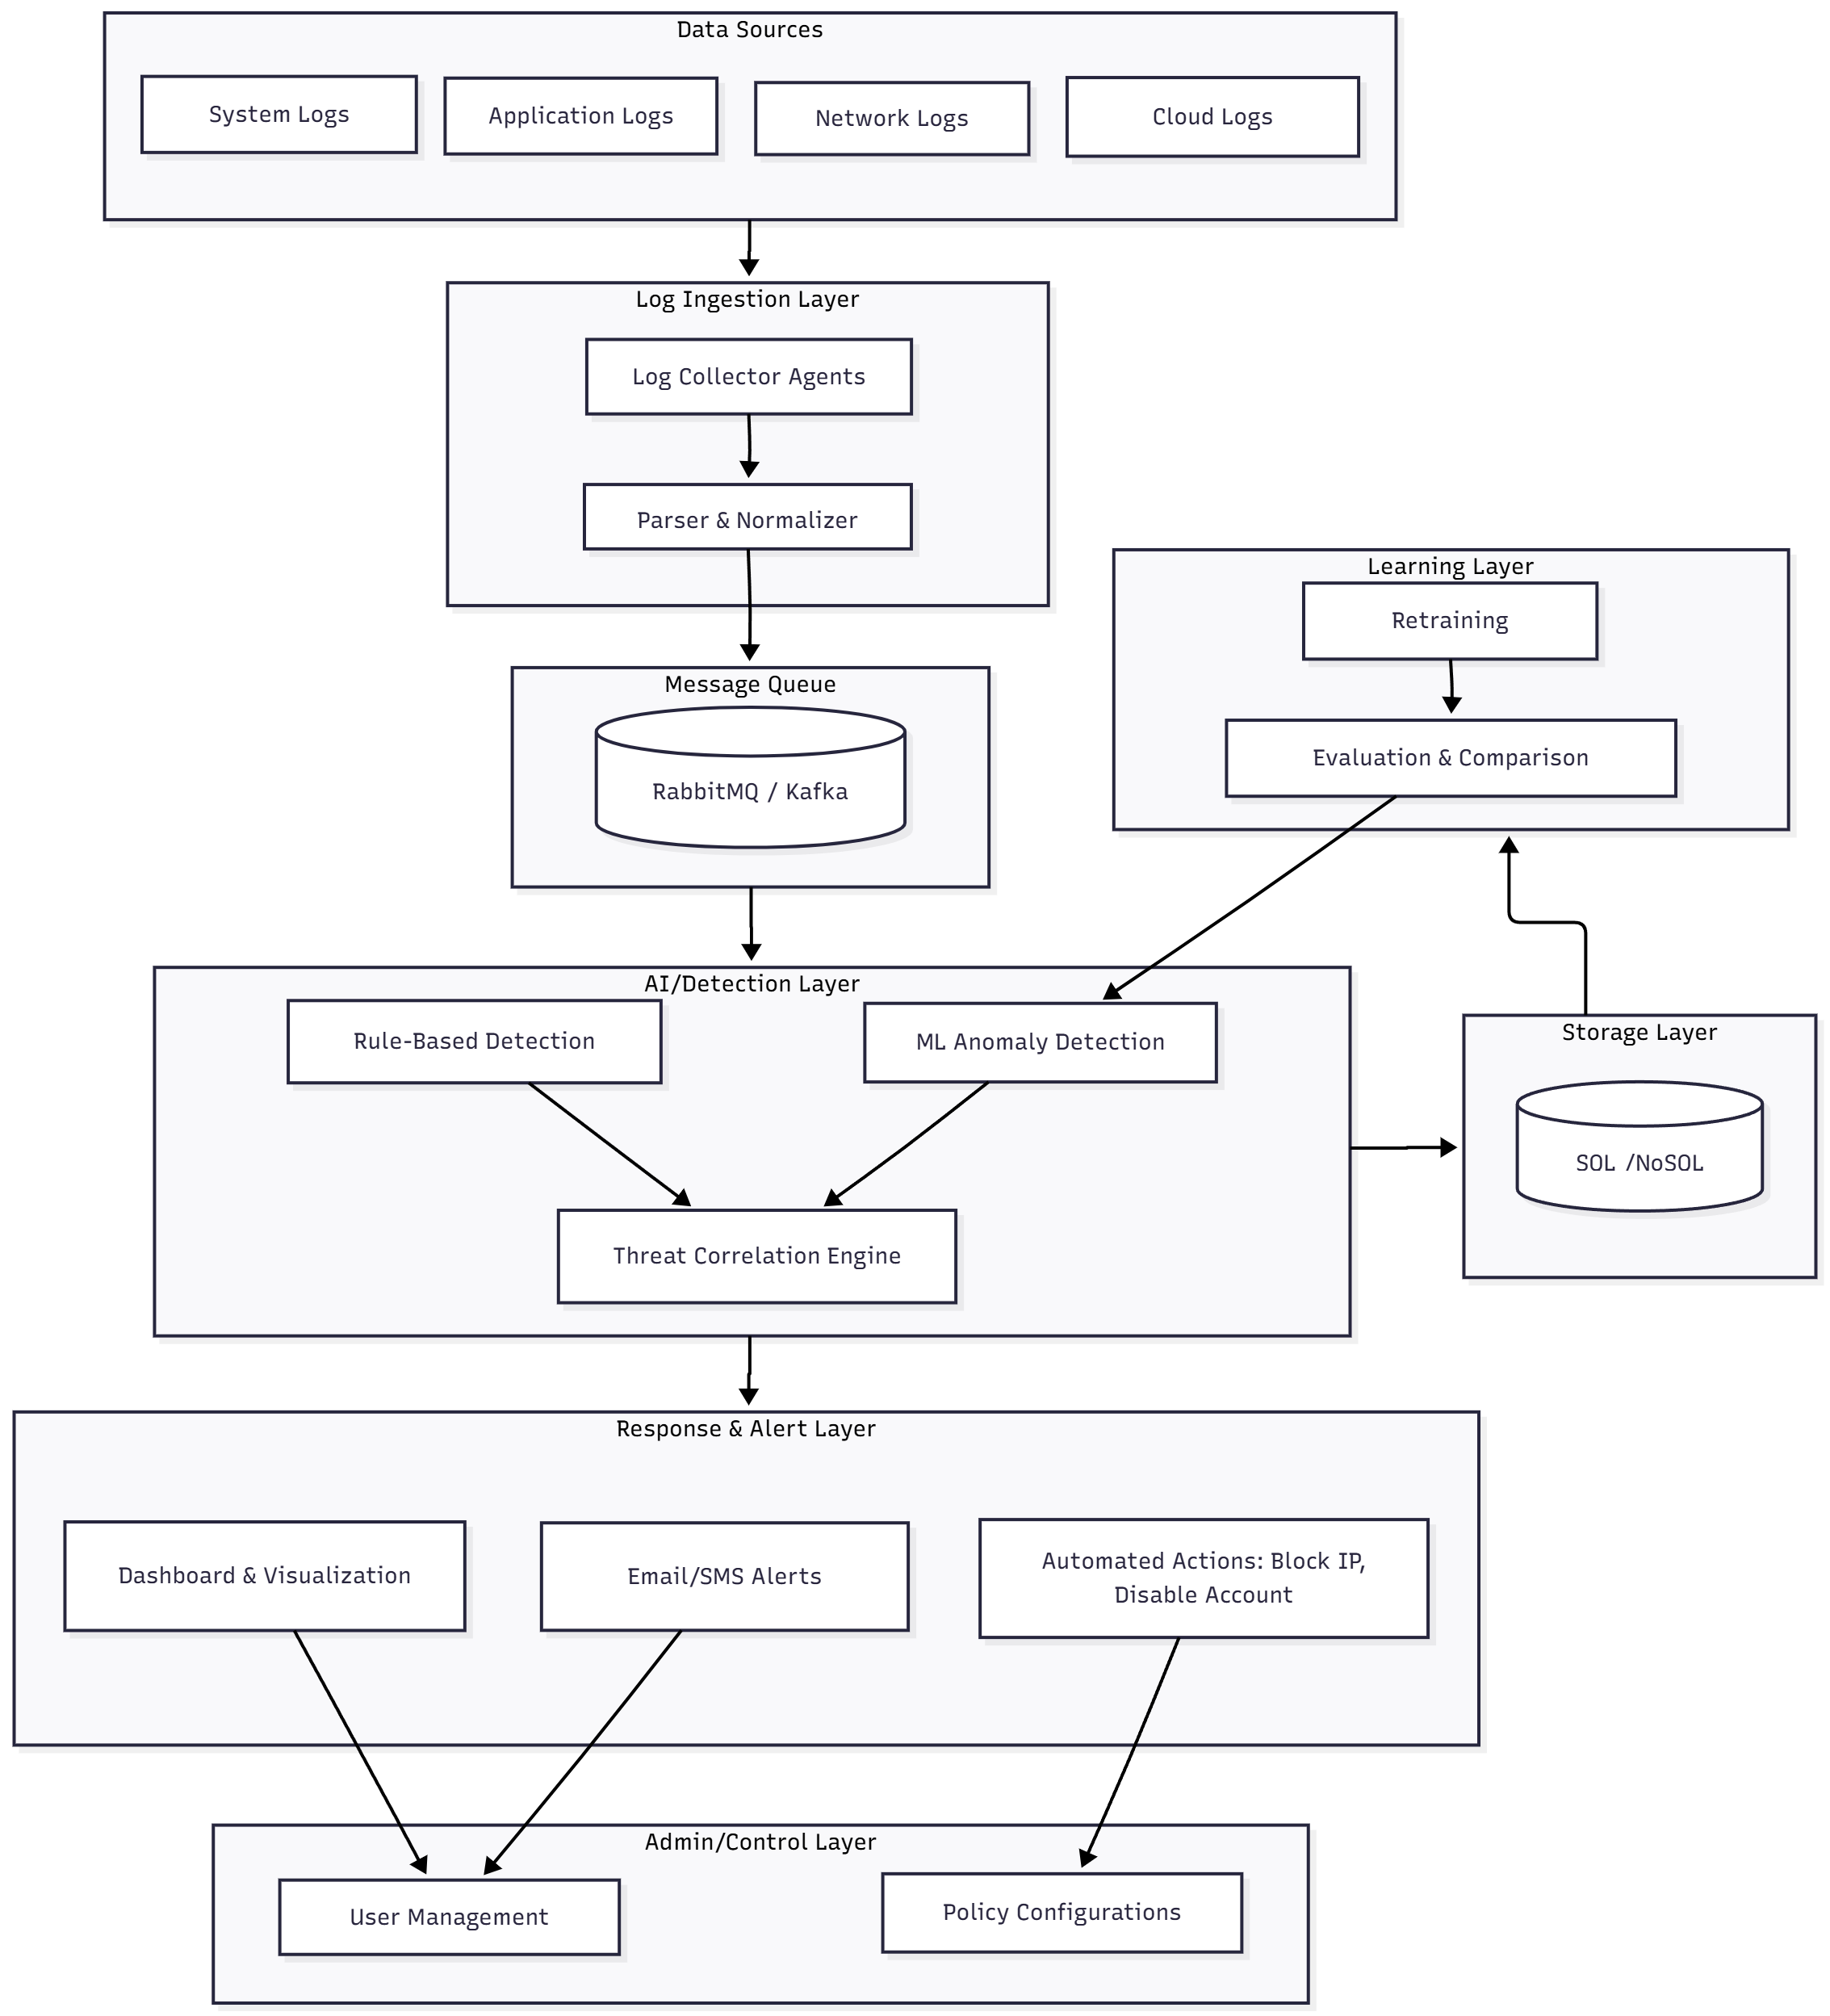 Data Sources
System Logs
Application Logs
Network Logs
Cloud Logs
Log Ingestion Layer
Log Collector Agents
Parser & Normalizer
Learning Layer
Retraining
Evaluation & Comparison
Message Queue
RabbitMQ / Kafka
AI/Detection Layer
Rule-Based Detection
ML Anomaly Detection
Threat Correlation Engine
Storage Layer
SOL /NoSOL
Response & Alert Layer
Dashboard & Visualization
Email/SMS Alerts
Automated Actions: Block IP,
Disable Account
Admin/Control Layer
User Management
Policy Configurations